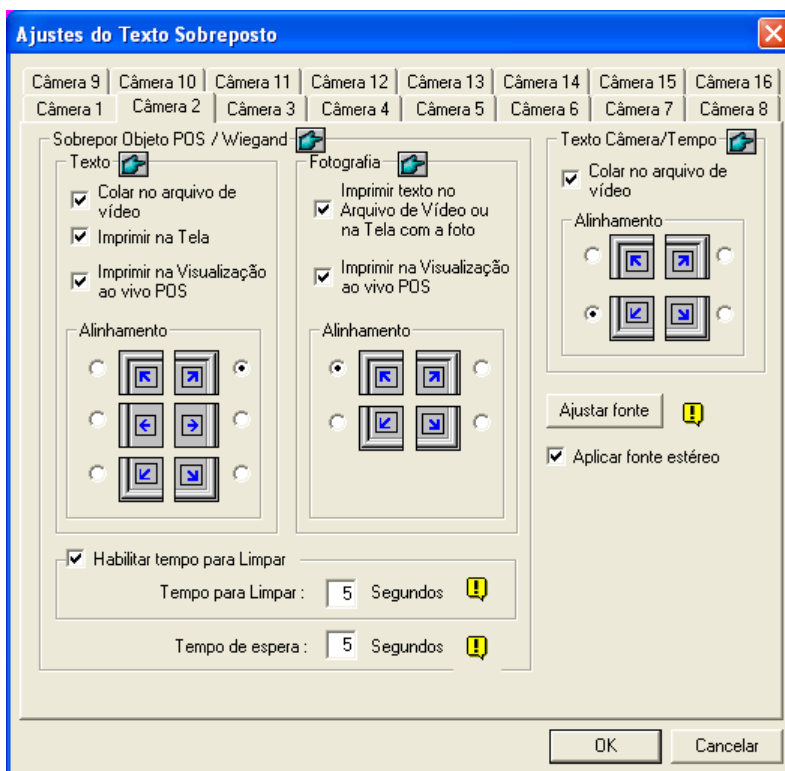 Ajustes do Texto Sobreposto
Câmera 9 Câmera 10 Câmera 11 Câmera 12 Câmera 13 Câmera 14 Câmera 15 Câmera 16
Câmera 1 Câmera 2 Câmera 3 Câmera 4 Câmera 5 Câmera 6 Câmera 7 Câmera 8
Sobrepor Objeto POS / Wiegand
Texto
Colar no arquivo de
vídeo
Imprimir na Tela
Imprimir na Visualização
ao vivo POS
Alinhamento
Fotografia
Imprimir texto no
Arquivo de Vídeo ou
na Tela com a foto
Imprimir na Visualização
ao vivo POS
Alinhamento
Habilitar tempo para Limpar
Tempo para Limpar : 5 Segundos
Tempo de espera : 5 Segundos
Texto Câmera/Tempo
Colar no arquivo de
vídeo
Alinhamento
Ajustar fonte
Aplicar fonte estéreo
OK Cancelar